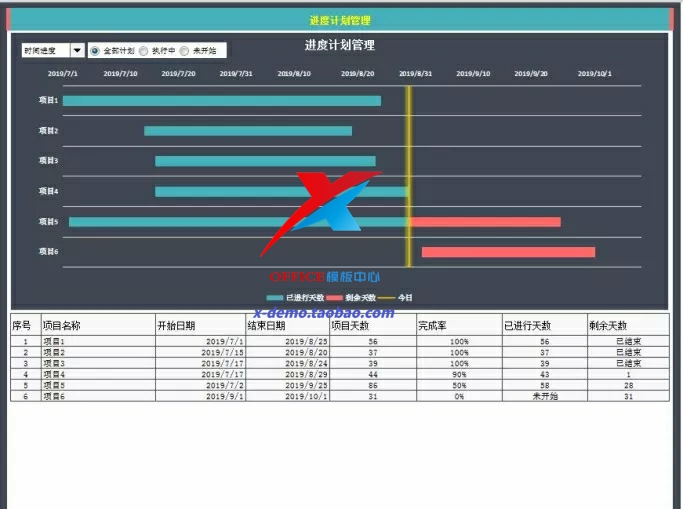 进度计划管理
进度计划管理
时间进度 全部计划 执行中 未开始
2019/7/1 2019/7/10 2019/7/20 2019/7/31 2019/8/10 2019/8/20 2019/8/31 2019/9/10 2019/9/20 2019/10/1
项目1
项目2
项目3
项目4
项目5
项目6
OFFICE模版中心
已进行天数 剩余天数 今日
x-demo.taobao.com
序号 项目名称 开始日期 结束日期 项目天数 完成率 已进行天数 剩余天数
1 项目1 2019/7/1 2019/8/25 56 100% 56 已结束
2 项目2 2019/7/15 2019/8/20 37 100% 37 已结束
3 项目3 2019/7/17 2019/8/24 39 100% 39 已结束
4 项目4 2019/7/17 2019/8/29 44 90% 43 1
5 项目5 2019/7/2 2019/9/25 86 50% 58 28
6 项目6 2019/9/1 2019/10/1 31 0% 未开始 31